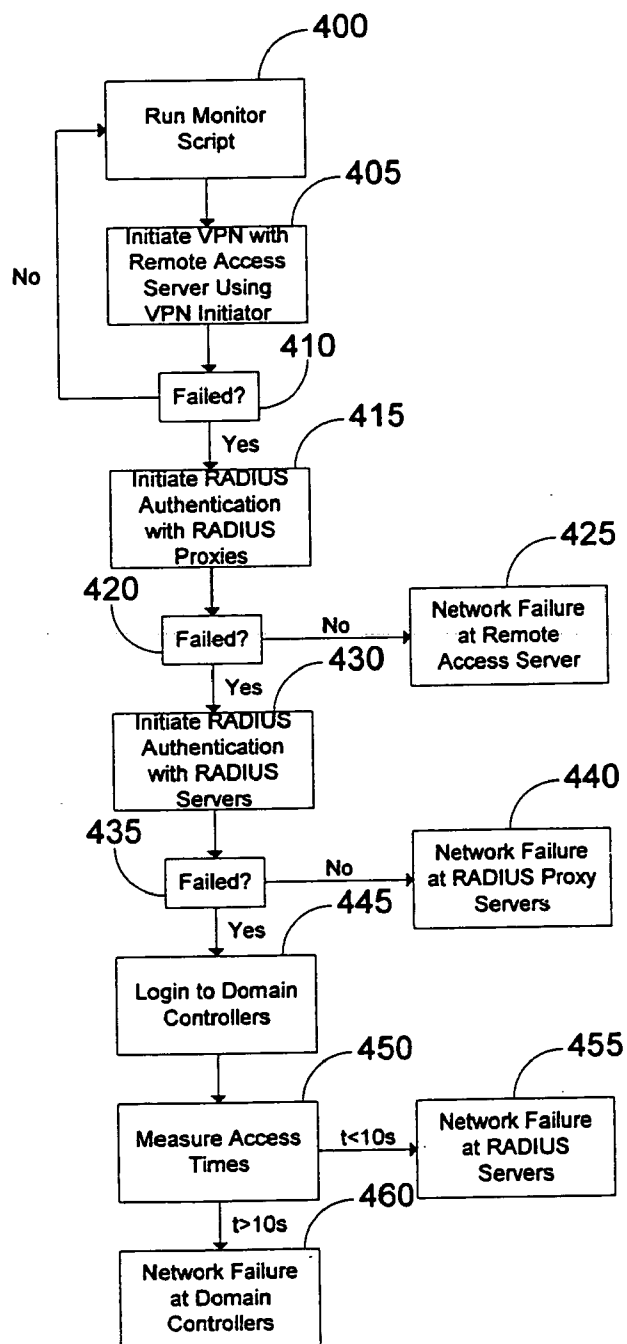 400
Run Monitor
Script
405
Initiate VPN with
Remote Access
Server Using
VPN Initiator
No
410
Failed?
Yes
415
Initiate RADIUS
Authentication
with RADIUS
Proxies
420
Failed?
No
425
Network Failure
at Remote
Access Server
Yes
430
Initiate RADIUS
Authentication
with RADIUS
Servers
435
Failed?
No
440
Network Failure
at RADIUS Proxy
Servers
Yes
445
Login to Domain
Controllers
450
Measure Access
Times
t<10s
455
Network Failure
at RADIUS
Servers
t>10s
460
Network Failure
at Domain
Controllers